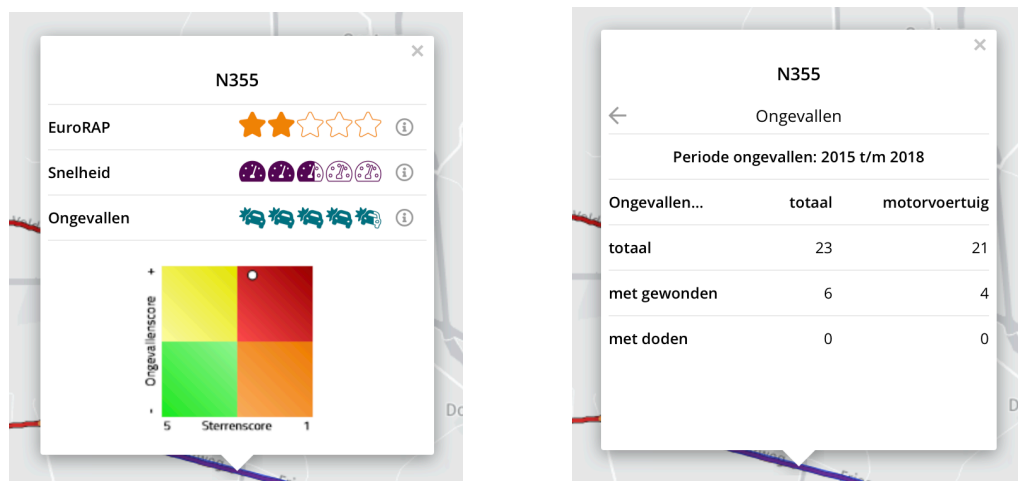 N355
EuroRAP
Snelheid
Ongevallen
+
Ongevallenscore
-
5 Sterrenscore 1
N355
Ongevallen
Periode ongevallen: 2015 t/m 2018
Ongevallen... totaal motorvoertuig
totaal 23 21
met gewonden 6 4
met doden 0 0